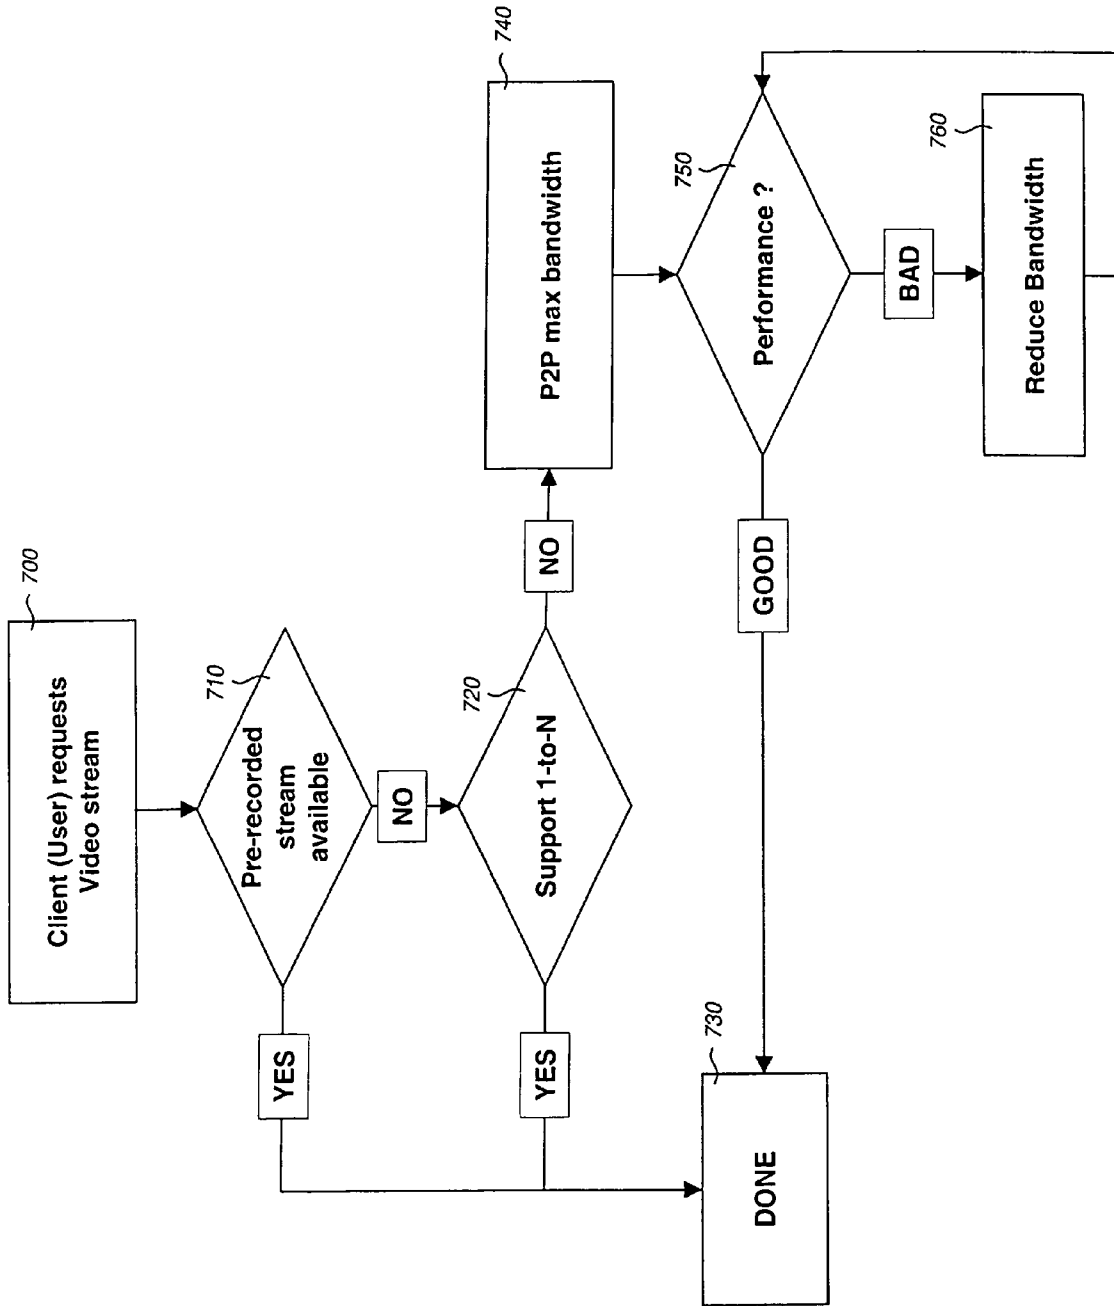 700
Client (User) requests
Video stream
710
Pre-recorded
stream
available
YES
NO
720
Support 1-to-N
YES
NO
740
P2P max bandwidth
750
Performance ?
GOOD
BAD
760
Reduce Bandwidth
730
DONE